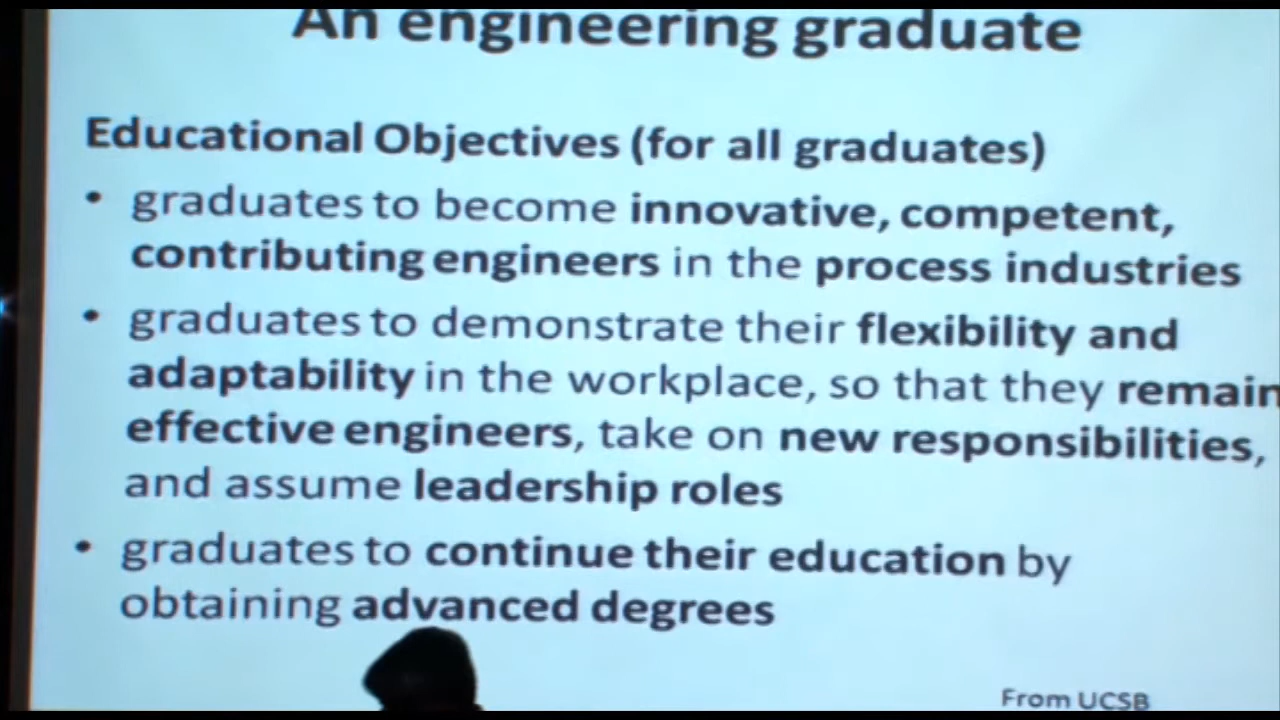 An engineering graduate
Educational Objectives (for all graduates)
• graduates to become innovative, competent,
contributing engineers in the process industries
• graduates to demonstrate their flexibility and
adaptability in the workplace, so that they remain
effective engineers, take on new responsibilities,
and assume leadership roles
• graduates to continue their education by
obtaining advanced degrees
From UCSB